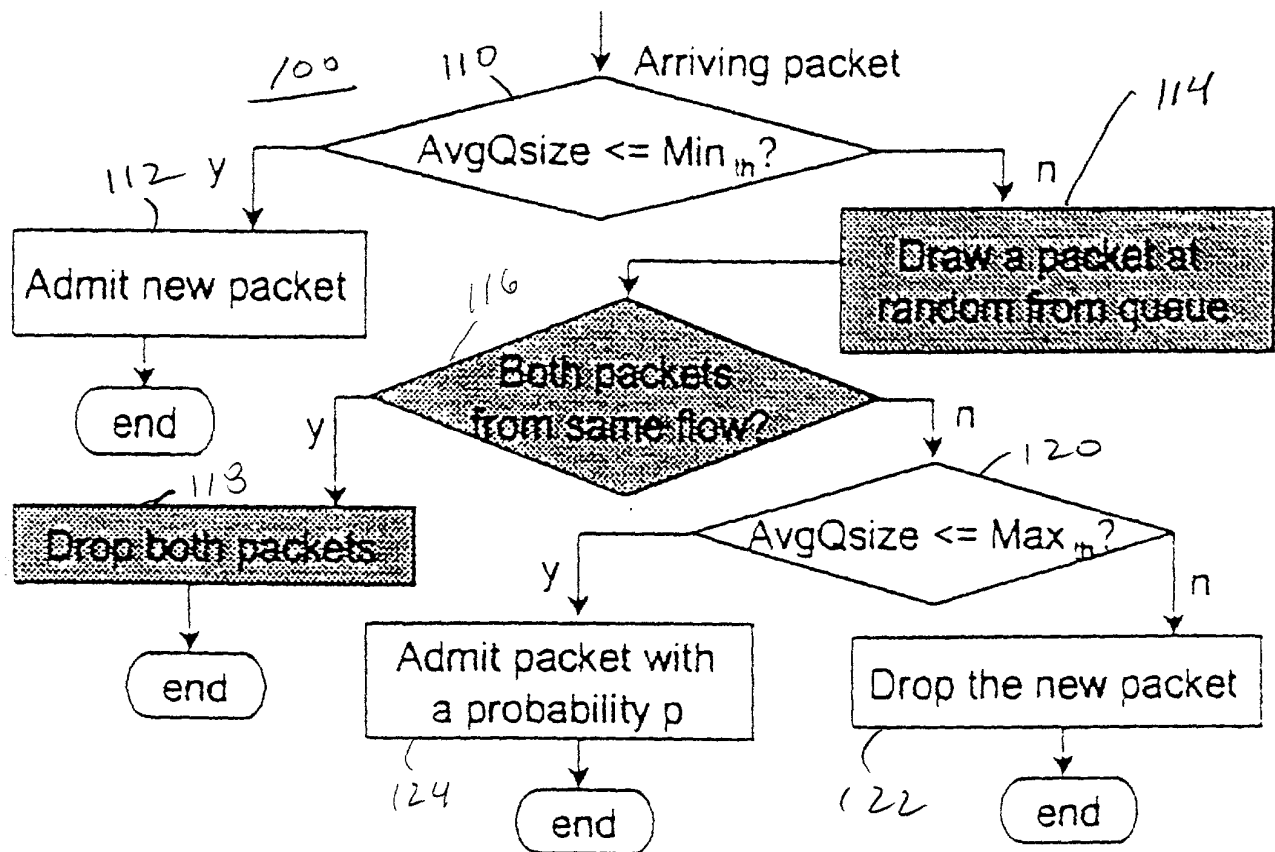 100
110
Arriving packet
114
AvgQsize <= Min th?
112
y
n
Admit new packet
Draw a packet at
random from queue
116
Both packets
from same flow?
end
y
n
118
120
Drop both packets
AvgQsize <= Max th?
y
n
end
Admit packet with
a probability p
Drop the new packet
124
122
end
end